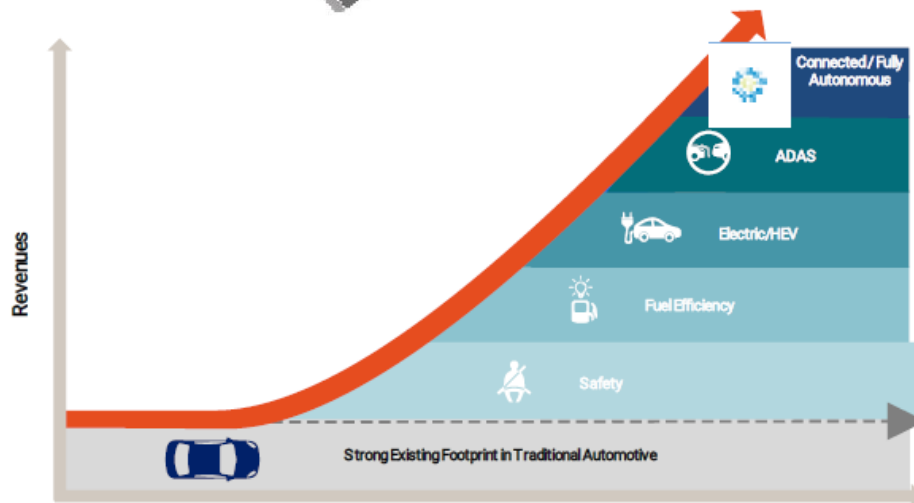 Connected / Fully
Autonomous
ADAS
Electric/HEV
Fuel Efficiency
Safety
Strong Existing Footprint in Traditional Automotive
Revenues